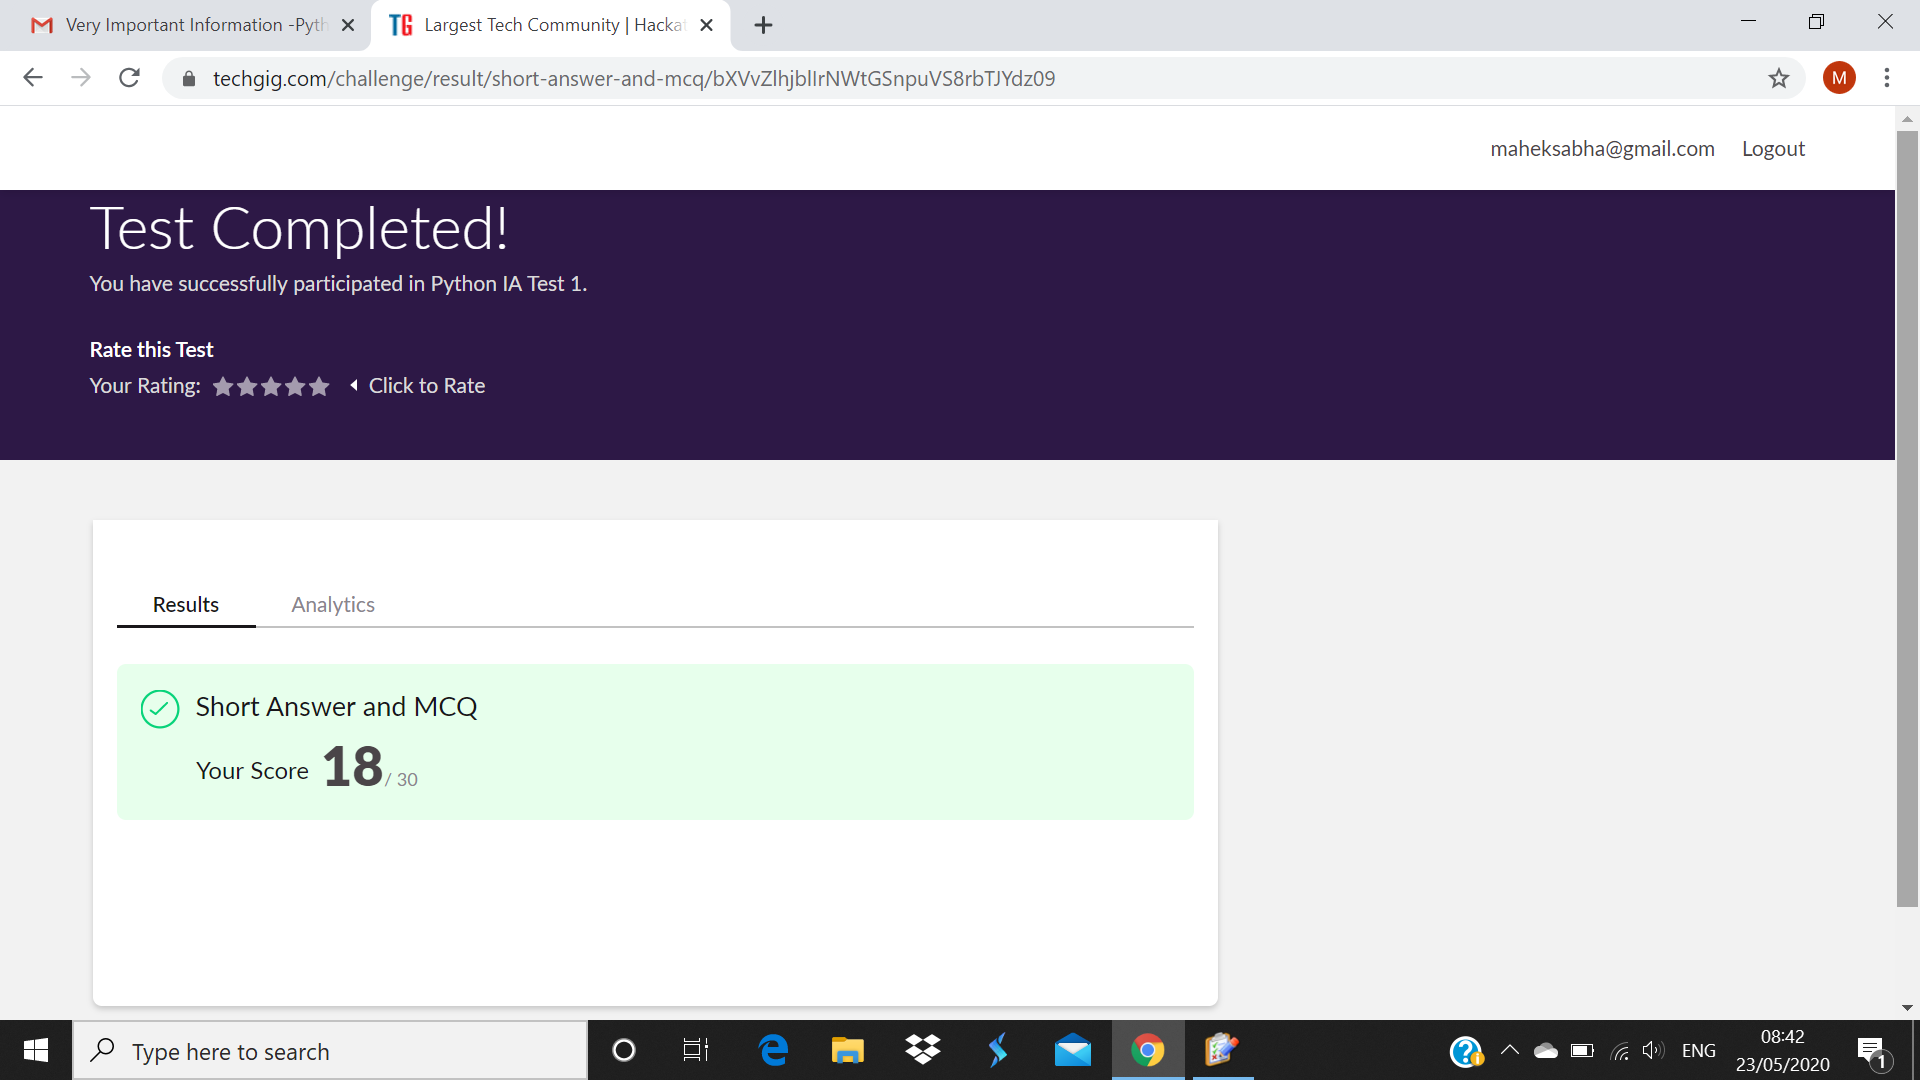 Very Important Information -Pyth
TG Largest Tech Community | Hacka
techgig.com/challenge/result/short-answer-and-mcq/
M
maheksabha@gmail.com Logout
Test Completed!
You have successfully participated in Python IA Test 1.
Rate this Test
Your Rating: Click to Rate
Results Analytics
Short Answer and MCQ
Your Score 18 / 30
Type here to search
ENG
08:42
23/05/2020
1